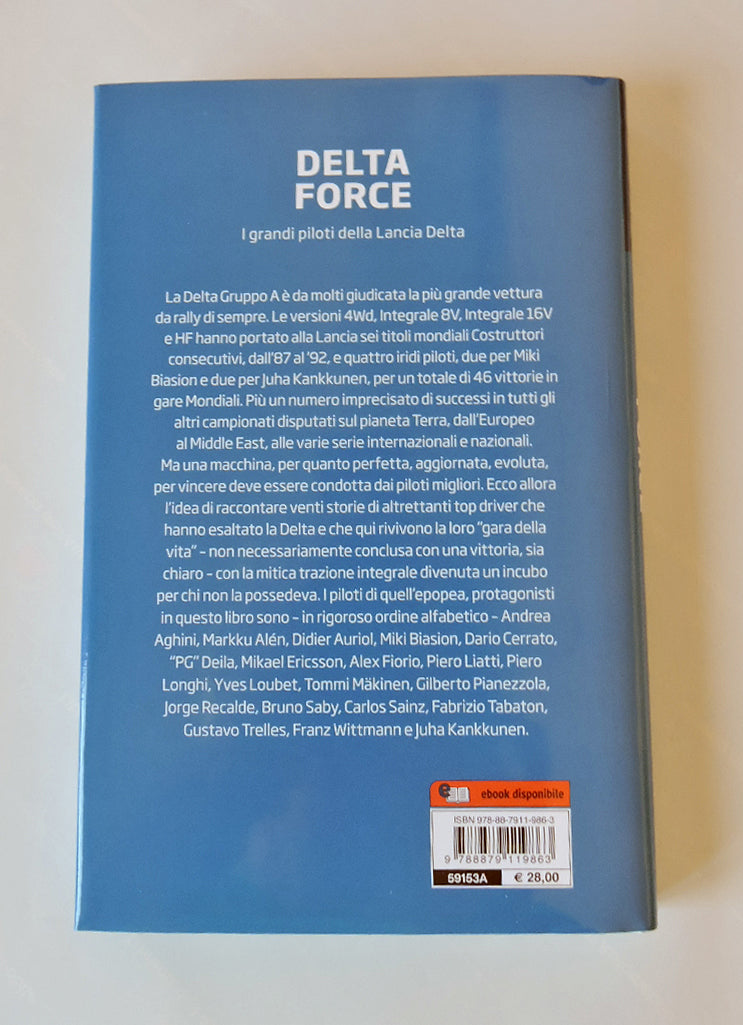 DELTA
FORCE
I grandi piloti della Lancia Delta
La Delta Gruppo A è da molti giudicata la più grande vettura
da rally di sempre. Le versioni 4Wd, Integrale 8V, Integrale 16V
e HF hanno portato alla Lancia sei titoli mondiali Costruttori
consecutivi, dall'87 al '92, e quattro iridi piloti, due per Miki
Biasion e due per Juha Kankkunen, per un totale di 46 vittorie in
gare Mondiali. Più un numero imprecisato di successi in tutti gli
altri campionati disputati sul pianeta Terra, dall'Europeo
al Middle East, alle varie serie internazionali e nazionali.
Ma una macchina, per quanto perfetta, aggiornata, evoluta,
per vincere deve essere condotta dai piloti migliori. Ecco allora
l'idea di raccontare venti storie di altrettanti top driver che
hanno esaltato la Delta e che qui rivivono la loro "gara della
vita" – non necessariamente conclusa con una vittoria, sia
chiaro – con la mitica trazione integrale divenuta un incubo
per chi non la possedeva. I piloti di quell'epopea, protagonisti
in questo libro sono – in rigoroso ordine alfabetico – Andrea
Aghini, Markku Alén, Didier Auriol, Miki Biasion, Dario Cerrato,
"PG" Deila, Mikael Ericsson, Alex Fiorio, Piero Liatti, Piero
Longhi, Yves Loubet, Tommi Mäkinen, Gilberto Pianezzola,
Jorge Recalde, Bruno Saby, Carlos Sainz, Fabrizio Tabaton,
Gustavo Trelles, Franz Wittmann e Juha Kankkunen.
e ebook disponibile
ISBN 978-88-7911-986-3
9 788879 119863
59153A € 28,00